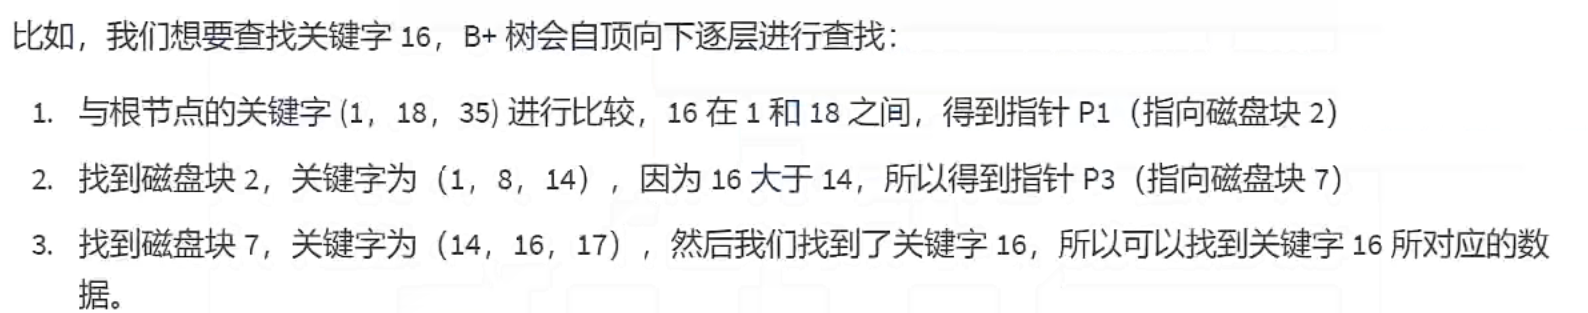 比如，我们想要查找关键字 16，B+ 树会自顶向下逐层进行查找：
1. 与根节点的关键字 (1，18，35) 进行比较，16 在 1 和 18 之间，得到指针 P1（指向磁盘块 2）
2. 找到磁盘块 2，关键字为（1，8，14），因为 16 大于 14，所以得到指针 P3（指向磁盘块 7）
3. 找到磁盘块 7，关键字为（14，16，17），然后我们找到了关键字 16，所以可以找到关键字 16 所对应的数
据。